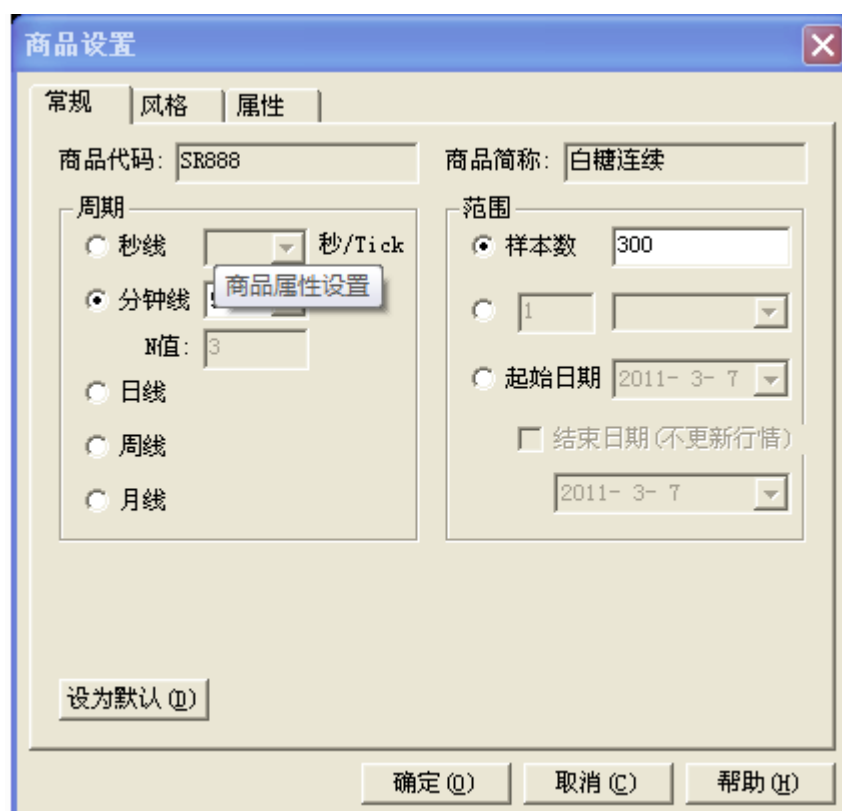 商品设置
常规 风格 属性
商品代码: SR888 商品简称: 白糖连续
周期 范围
秒线 秒/Tick 样本数 300
商品属性设置
分钟线
1
N值: 3
日线 起始日期 2011- 3- 7
周线 结束日期(不更新行情)
月线 2011- 3- 7
设为默认(D)
确定(O) 取消(C) 帮助(H)